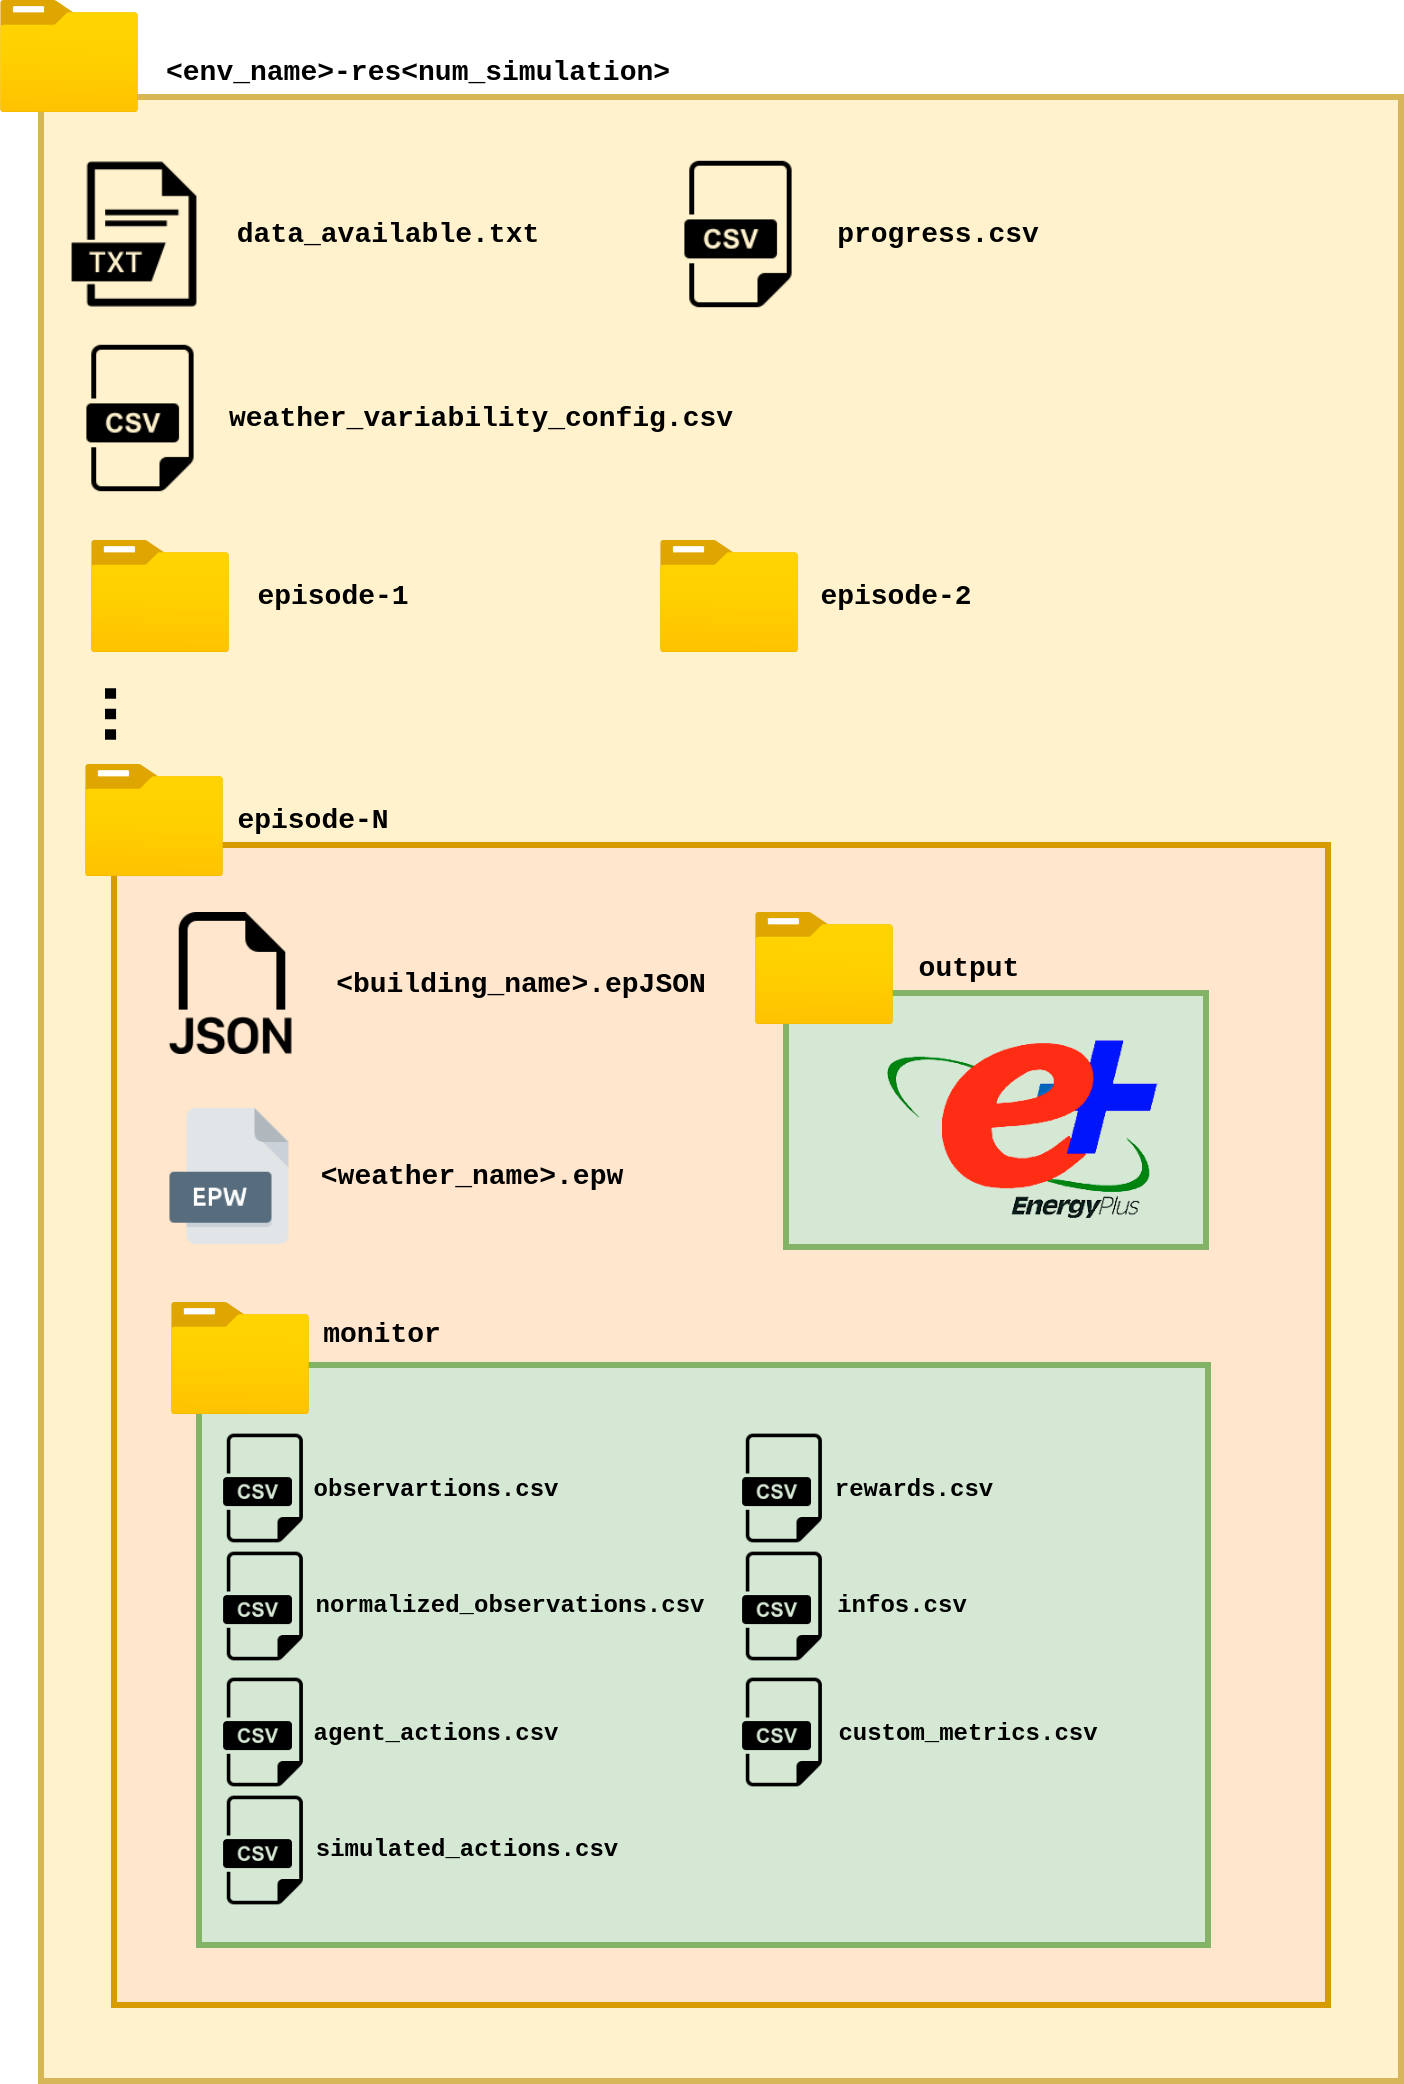 <env_name>-res<num_simulation>
TXT
data_available.txt
CSV
progress.csv
CSV
weather_variability_config.csv
episode-1
episode-2
episode-N
JSON
<building_name>.epJSON
output
e+
EnergyPlus
EPW
<weather_name>.epw
monitor
CSV
observartions.csv
CSV
rewards.csv
CSV
normalized_observations.csv
CSV
infos.csv
CSV
agent_actions.csv
CSV
custom_metrics.csv
CSV
simulated_actions.csv